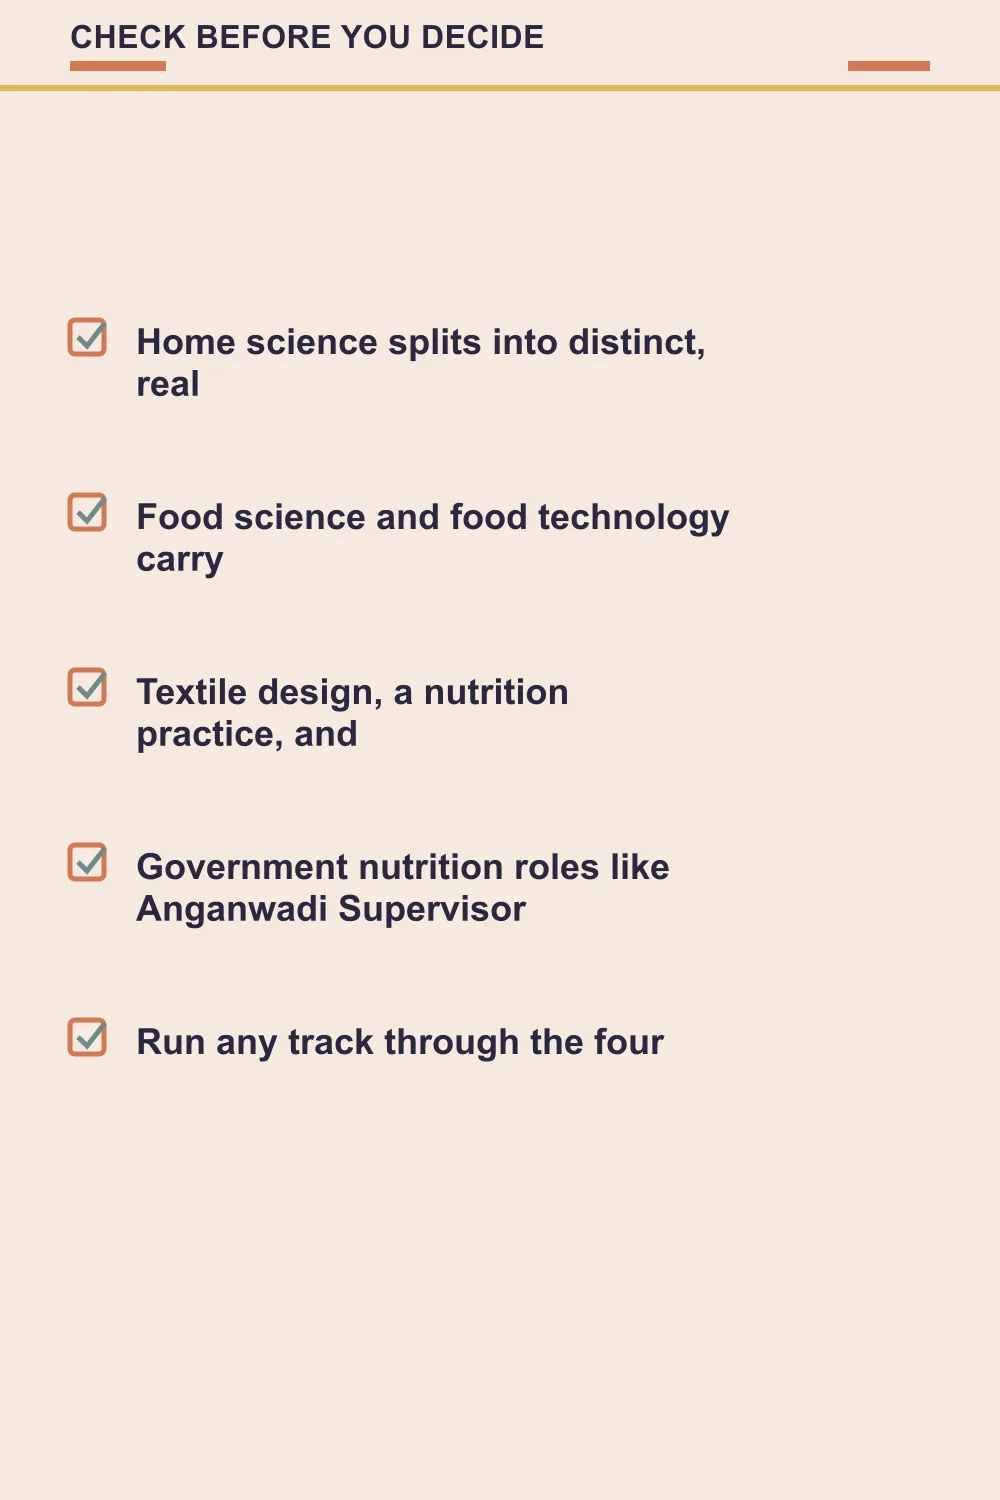 CHECK BEFORE YOU DECIDE
Home science splits into distinct,
real
Food science and food technology
carry
Textile design, a nutrition
practice, and
Government nutrition roles like
Anganwadi Supervisor
Run any track through the four